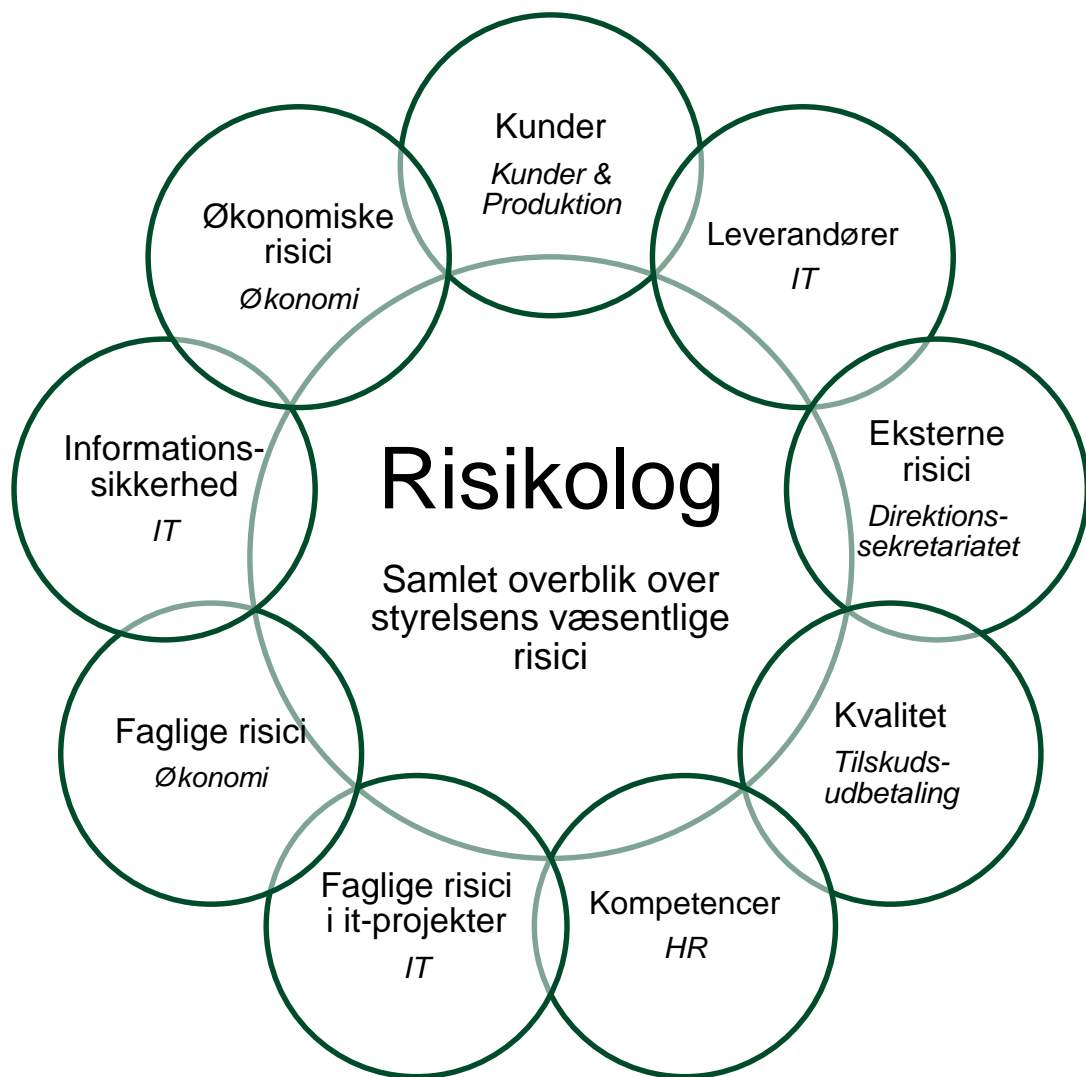 Kunder
Kunder &
Produktion
Leverandører
IT
Eksterne
risici
Direktions-
sekretariatet
Kvalitet
Tilskuds-
udbetaling
Kompetencer
HR
Faglige risici
i it-projekter
IT
Faglige risici
Økonomi
Informations-
sikkerhed
IT
Økonomiske
risici
Økonomi
Risikolog
Samlet overblik over
styrelsens væsentlige
risici